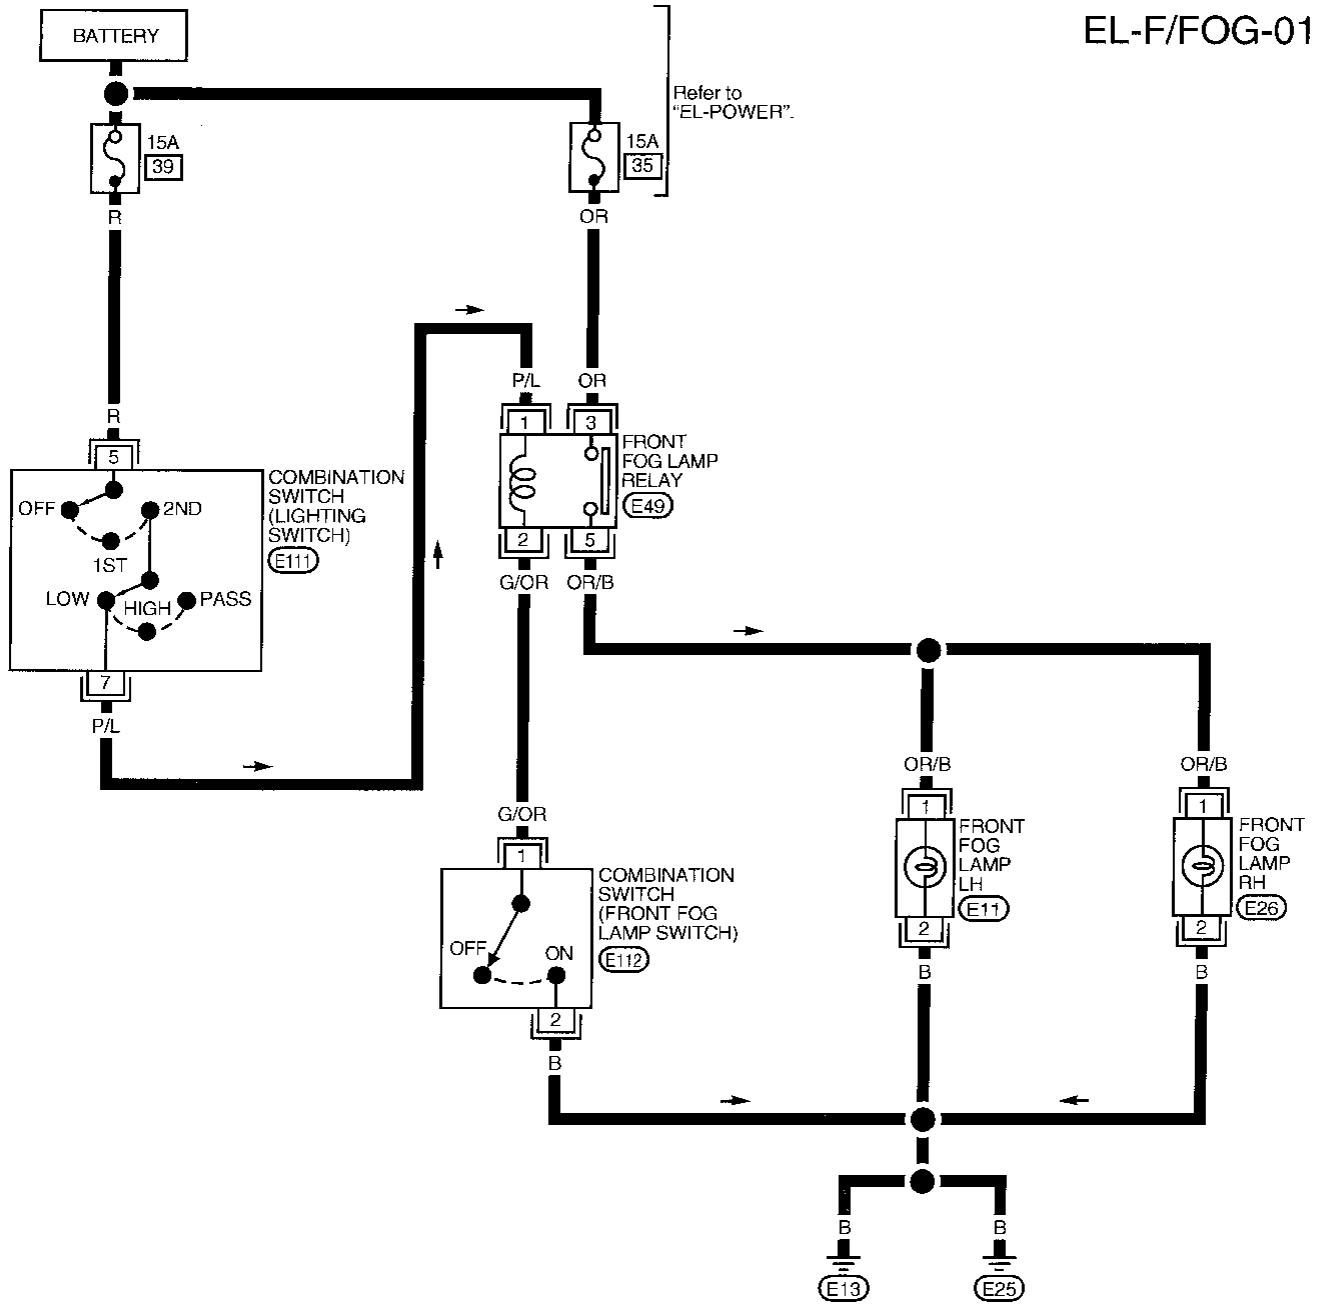 EL-F/FOG-01
BATTERY
Refer to
"EL-POWER".
15A
39
15A
35
R
OR
R
P/L
OR
5
1
3
COMBINATION
SWITCH
(LIGHTING
SWITCH)
E111
OFF
2ND
1ST
LOW
HIGH
PASS
7
P/L
FRONT
FOG LAMP
RELAY
E49
2
5
G/OR
OR/B
G/OR
1
COMBINATION
SWITCH
(FRONT FOG
LAMP SWITCH)
E112
OFF
ON
2
B
OR/B
OR/B
1
1
FRONT
FOG
LAMP
LH
E11
FRONT
FOG
LAMP
RH
E26
2
2
B
B
B
B
E13
E25